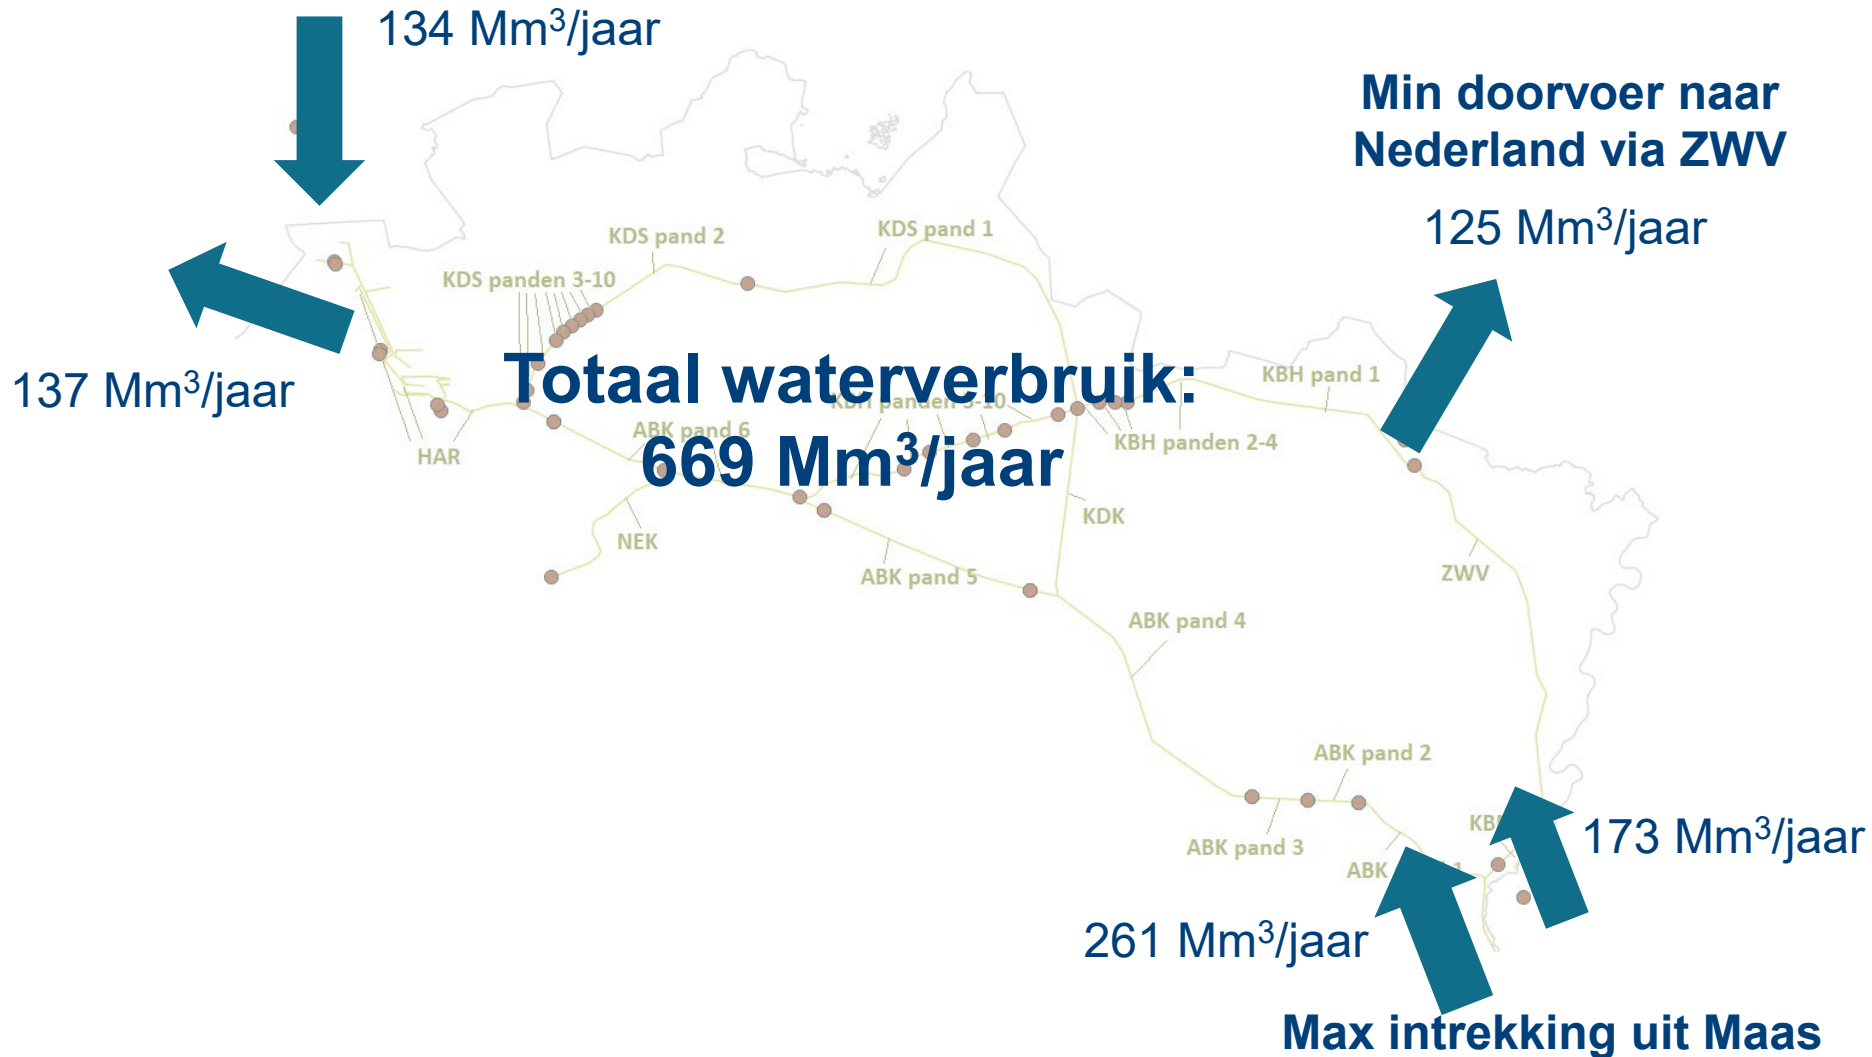 134 Mm³/jaar
Min doorvoer naar
Nederland via ZWV
125 Mm³/jaar
KDS pand 2
KDS pand 1
KDS panden 3-10
137 Mm³/jaar
Totaal waterverbruik:
669 Mm³/jaar
KBH pand 1
KBH panden 2-4
ABK pand 6
HAR
NEK
KDK
ABK pand 5
ZWV
ABK pand 4
ABK pand 2
ABK pand 3
ABK
173 Mm³/jaar
261 Mm³/jaar
Max intrekking uit Maas